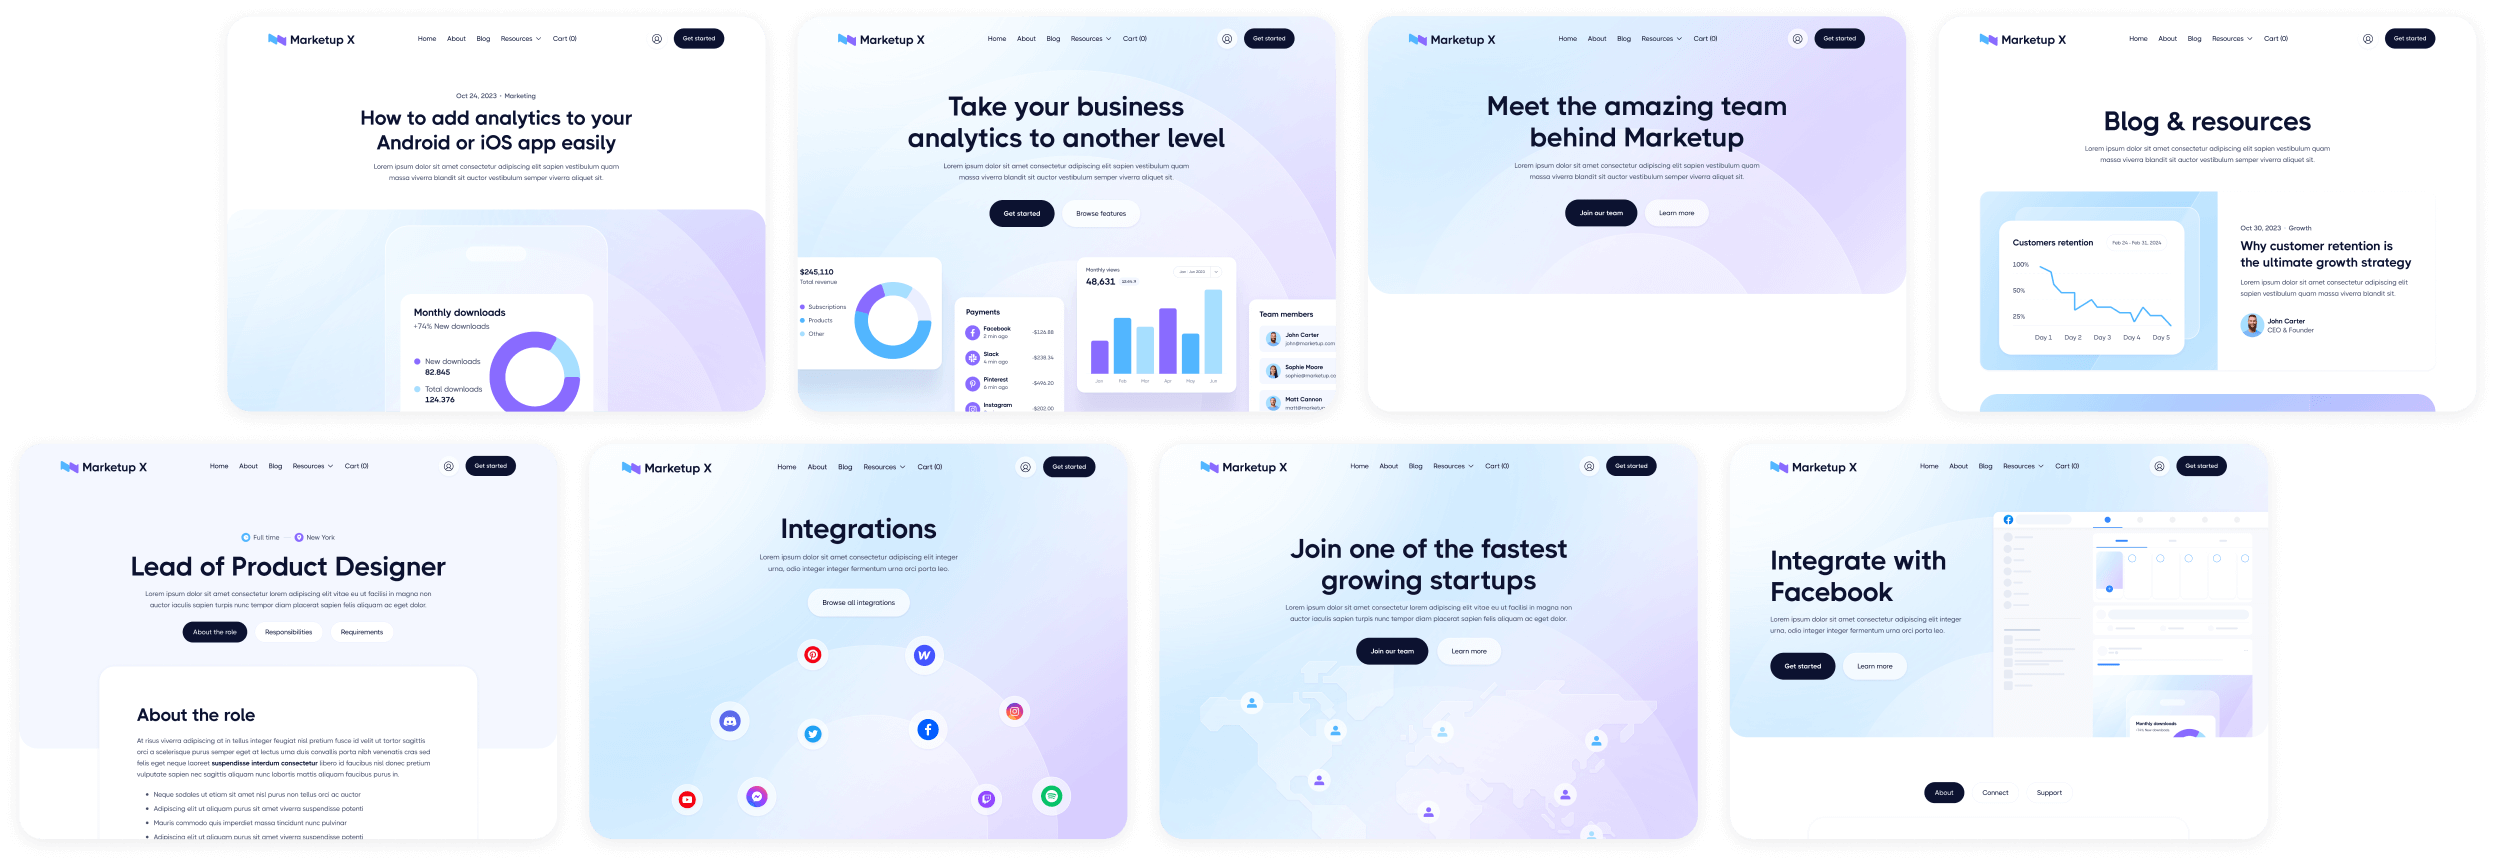 Marketup X
Home About Blog Resources Cart (0)
Get started
Oct 24, 2023 · Marketing
How to add analytics to your
Android or iOS app easily
Lorem ipsum dolor sit amet consectetur adipiscing elit sapien vestibulum quam
massa viverra blandit sit auctor vestibulum semper viverra aliquet sit.
Monthly downloads
+74% New downloads
New downloads
82.845
Total downloads
124.376
Marketup X
Home About Blog Resources Cart (0)
Get started
Take your business
analytics to another level
Lorem ipsum dolor sit amet consectetur adipiscing elit sapien vestibulum quam
massa viverra blandit sit auctor vestibulum semper viverra aliquet sit.
Get started Browse features
$245,110
Total revenue
Subscriptions
Products
Other
Payments
Facebook
2 min ago
-$126.88
Slack
4 min ago
-$238.34
Pinterest
6 min ago
-$496.20
Instagram
-$202.00
Monthly views
48,631
Jan Feb Mar Apr May Jun
Team members
John Carter
john@marketup.com
Sophie Moore
sophie@marketup.co
Matt Cannon
matt@marketup
Marketup X
Home About Blog Resources Cart (0)
Get started
Meet the amazing team
behind Marketup
Lorem ipsum dolor sit amet consectetur adipiscing elit sapien vestibulum quam
massa viverra blandit sit auctor vestibulum semper viverra aliquet sit.
Join our team Learn more
Marketup X
Home About Blog Resources Cart (0)
Get started
Blog & resources
Lorem ipsum dolor sit amet consectetur adipiscing elit sapien vestibulum quam
massa viverra blandit sit auctor vestibulum semper viverra aliquet sit.
Customers retention
Feb 24 - Feb 31, 2024
100%
50%
25%
Day 1 Day 2 Day 3 Day 4 Day 5
Oct 30, 2023 · Growth
Why customer retention is
the ultimate growth strategy
Lorem ipsum dolor sit amet consectetur adipiscing elit
sapien vestibulum quam massa viverra blandit sit.
John Carter
CEO & Founder
Marketup X
Home About Blog Resources Cart (0)
Get started
Full time New York
Lead of Product Designer
Lorem ipsum dolor sit amet consectetur lorem adipiscing elit vitae eu ut facilisi in magna non
auctor iaculis sapien turpis nunc tempor diam placerat sapien felis aliquam ac eget dolor.
About the role Responsibilities Requirements
About the role
At risus viverra adipiscing at in tellus integer feugiat nisl pretium fusce id velit ut tortor sagittis
orci a scelerisque purus semper eget at lectus urna duis convallis porta nibh venenatis cras sed
felis eget neque laoreet suspendisse interdum consectetur libero id faucibus nisl donec pretium
vulputate sapien nec sagittis aliquam nunc lobortis mattis aliquam faucibus purus in.
• Neque sodales ut etiam sit amet nisi purus non tellus orci ac auctor
• Adipiscing elit ut aliquam purus sit amet viverra suspendisse potenti
• Mauris commodo quis imperdiet massa tincidunt nunc pulvinar
• Adipiscing elit ut aliquam purus sit amet viverra suspendisse potenti
Marketup X
Home About Blog Resources Cart (0)
Get started
Integrations
Lorem ipsum dolor sit amet consectetur adipiscing elit integer
urna, odio integer integer fermentum urna orci porta leo.
Browse all integrations
Marketup X
Home About Blog Resources Cart (0)
Get started
Join one of the fastest
growing startups
Lorem ipsum dolor sit amet consectetur lorem adipiscing elit vitae eu ut facilisi in magna non
auctor iaculis sapien turpis nunc tempor diam placerat sapien felis aliquam ac eget dolor.
Join our team Learn more
Marketup X
Home About Blog Resources Cart (0)
Get started
Integrate with
Facebook
Lorem ipsum dolor sit amet consectetur adipiscing elit integer
urna, odio integer integer fermentum urna orci porta leo.
Get started Learn more
Monthly downloads
+74% New downloads
About Connect Support